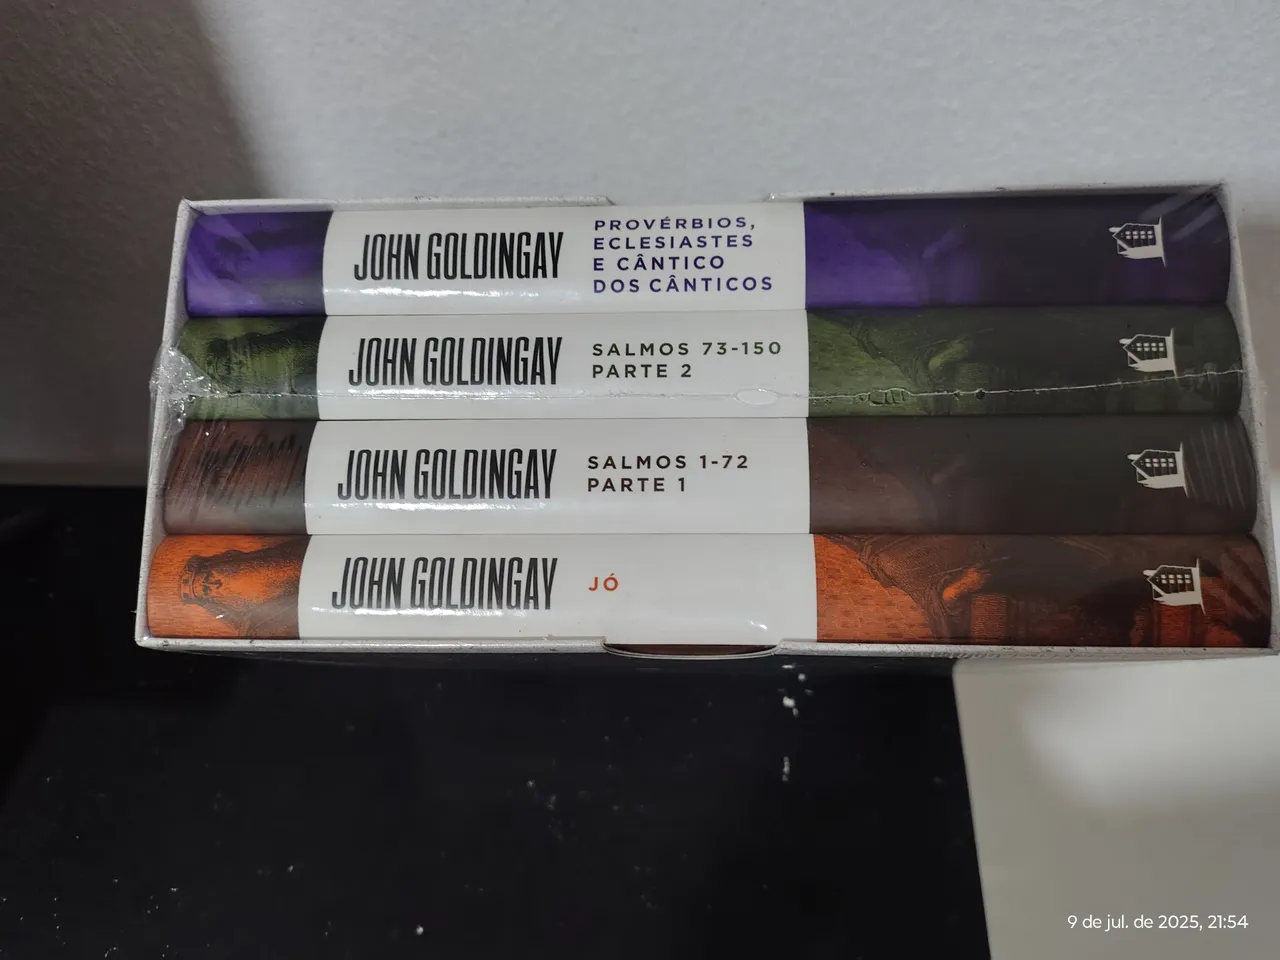 JOHN GOLDINGAY
PROVÉRBIOS,
ECLESIASTES
E CÂNTICO
DOS CÂNTICOS
JOHN GOLDINGAY
SALMOS 73-150
PARTE 2
JOHN GOLDINGAY
SALMOS 1-72
PARTE 1
JOHN GOLDINGAY
JÓ
9 de jul. de 2025, 21:54